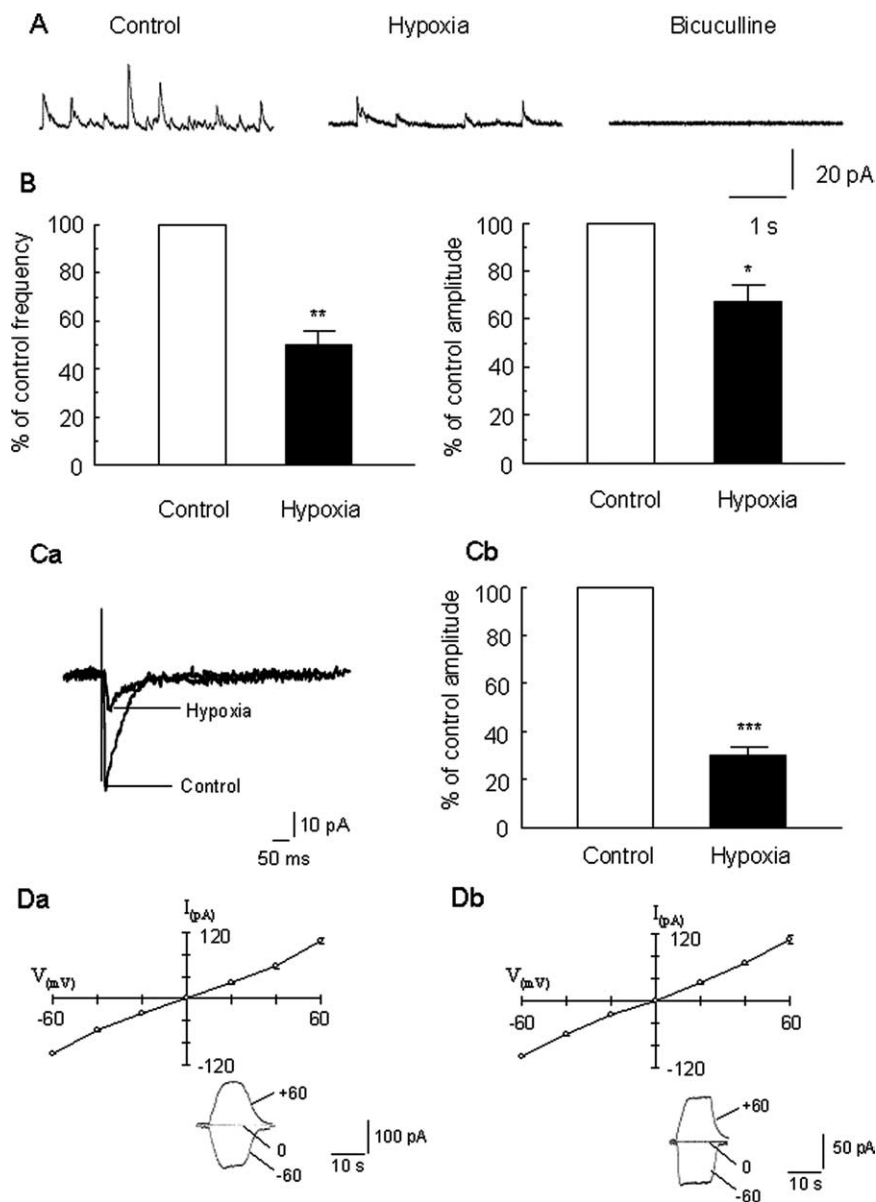 A
Control Hypoxia Bicuculline
20 pA
1 s
B
% of control frequency
100
80
60
40
20
0
**
Control Hypoxia
% of control amplitude
100
80
60
40
20
0
*
Control Hypoxia
Ca
Hypoxia
Control
10 pA
50 ms
Cb
% of control amplitude
100
80
60
40
20
0
***
Control Hypoxia
Da
I(pA)
120
V(mV)
-60 60
-120
+60
0
-60
100 pA
10 s
Db
I(pA)
120
V(mV)
-60 60
-120
+60
0
-60
50 pA
10 s